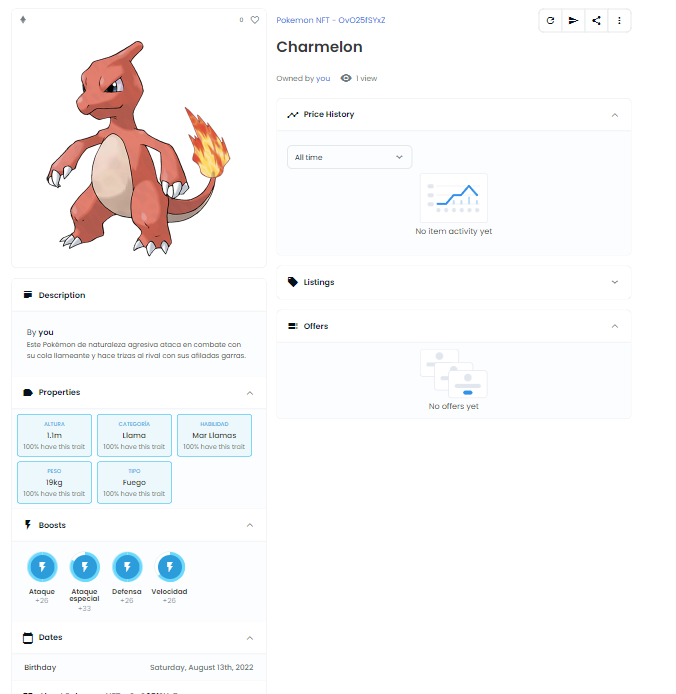 0
Pokemon NFT - OvO25fSYxZ
Charmelon
Owned by you 1 view
Price History
All time
No item activity yet
Listings
Offers
No offers yet
Description
By you
Este Pokémon de naturaleza agresiva ataca en combate con
su cola llameante y hace trizas al rival con sus afiladas garras.
Properties
ALTURA
1.1m
100% have this trait
CATEGORÍA
Llama
100% have this trait
HABILIDAD
Mar Llamas
100% have this trait
PESO
19kg
100% have this trait
TIPO
Fuego
100% have this trait
Boosts
Ataque
+26
Ataque
especial
+33
Defensa
+26
Velocidad
+26
Dates
Birthday Saturday, August 13th, 2022